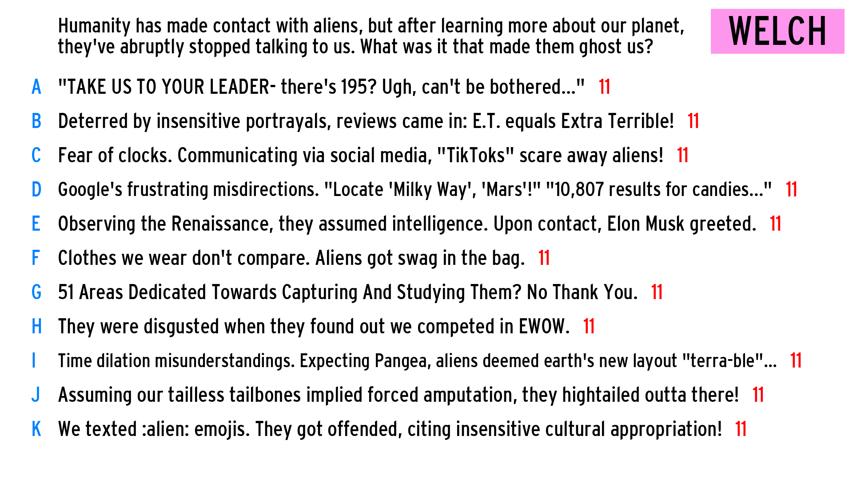 Humanity has made contact with aliens, but after learning more about our planet,
they've abruptly stopped talking to us. What was it that made them ghost us?
WELCH
A "TAKE US TO YOUR LEADER- there's 195? Ugh, can't be bothered..." 11
B Deterred by insensitive portrayals, reviews came in: E.T. equals Extra Terrible! 11
C Fear of clocks. Communicating via social media, "TikToks" scare away aliens! 11
D Google's frustrating misdirections. "Locate 'Milky Way', 'Mars'!" "10,807 results for candies..." 11
E Observing the Renaissance, they assumed intelligence. Upon contact, Elon Musk greeted. 11
F Clothes we wear don't compare. Aliens got swag in the bag. 11
G 51 Areas Dedicated Towards Capturing And Studying Them? No Thank You. 11
H They were disgusted when they found out we competed in EWOW. 11
I Time dilation misunderstandings. Expecting Pangea, aliens deemed earth's new layout "terra-ble"... 11
J Assuming our tailless tailbones implied forced amputation, they hightailed outta there! 11
K We texted :alien: emojis. They got offended, citing insensitive cultural appropriation! 11